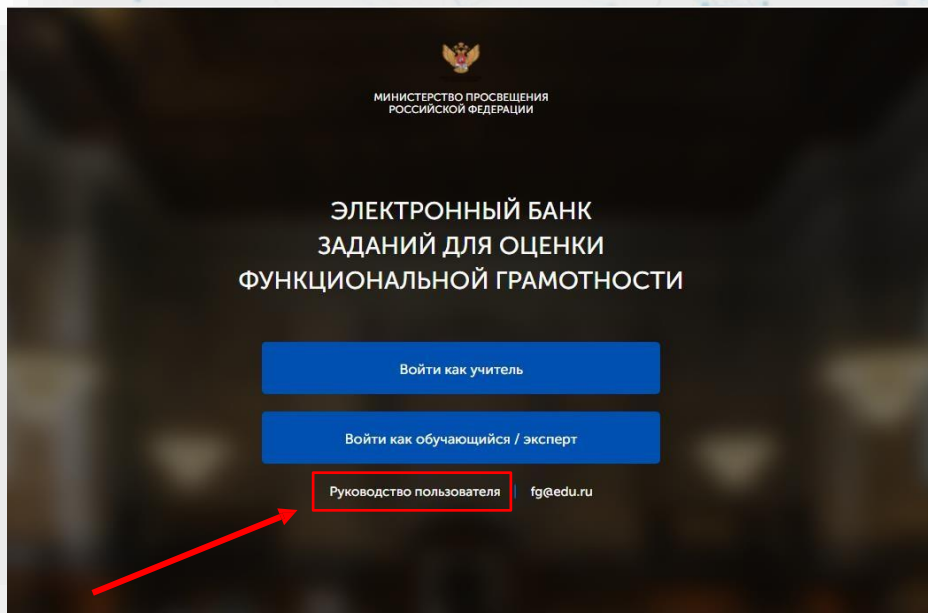 МИНИСТЕРСТВО ПРОСВЕЩЕНИЯ
РОССИЙСКОЙ ФЕДЕРАЦИИ
ЭЛЕКТРОННЫЙ БАНК
ЗАДАНИЙ ДЛЯ ОЦЕНКИ
ФУНКЦИОНАЛЬНОЙ ГРАМОТНОСТИ
Войти как учитель
Войти как обучающийся / эксперт
Руководство пользователя | fg@edu.ru